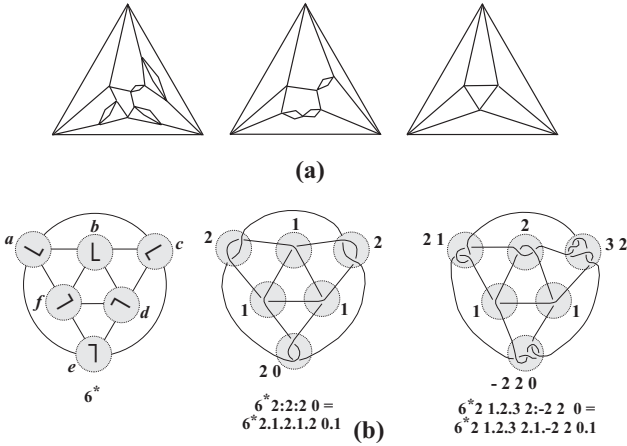 (a)
a b c
f d
e
6*
2 1 2
1 1
2 0
6*2:2:2 0 =
6*2.1.2.1.2 0.1
(b)
2 1 2 3 2
1 1
- 2 2 0
6*2 1.2.3 2:-2 2 0 =
6*2 1.2.3 2.1.-2 2 0.1